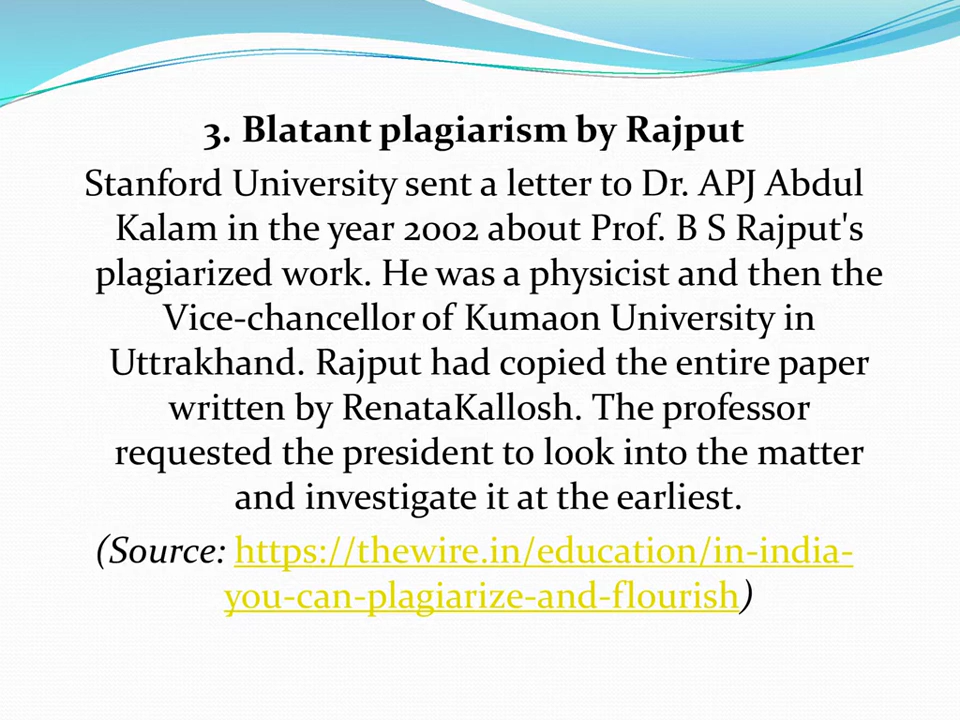 3. Blatant plagiarism by Rajput
Stanford University sent a letter to Dr. APJ Abdul
Kalam in the year 2002 about Prof. B S Rajput's
plagiarized work. He was a physicist and then the
Vice-chancellor of Kumaon University in
Uttrakhand. Rajput had copied the entire paper
written by RenataKallosh. The professor
requested the president to look into the matter
and investigate it at the earliest.
(Source: https://thewire.in/education/in-india-
you-can-plagiarize-and-flourish)